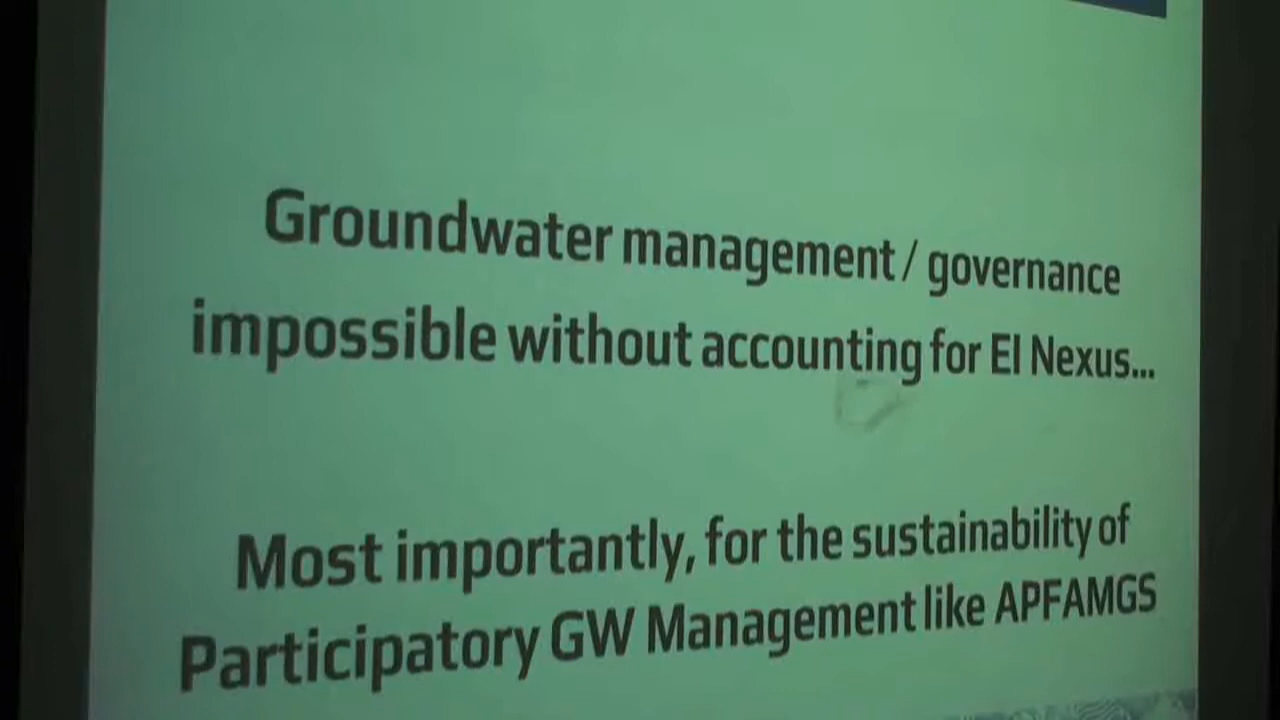 Groundwater management / governance
impossible without accounting for EI Nexus...
Most importantly, for the sustainability of
Participatory GW Management like APFAMGS